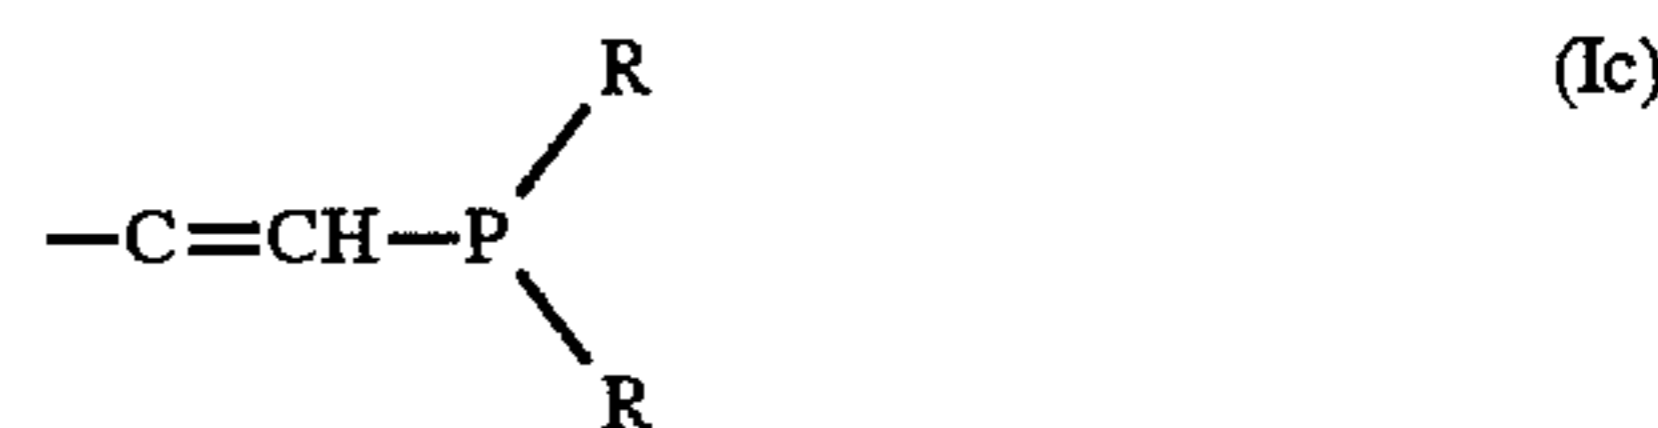 R (Ic)
—C=CH—P
R